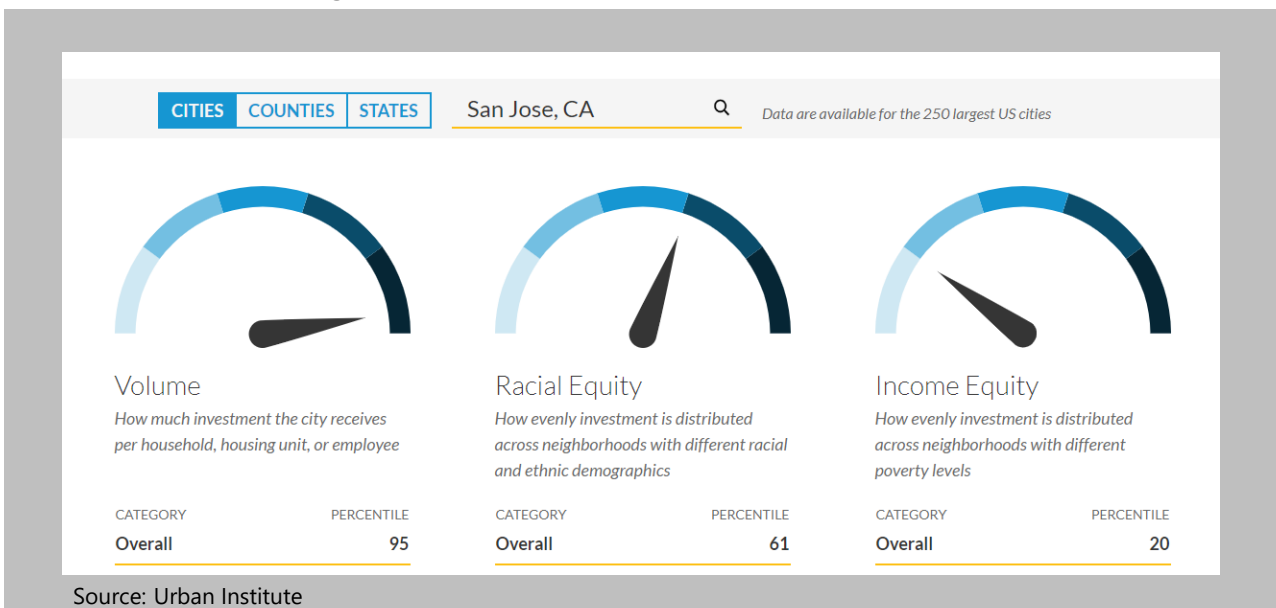 CITIES COUNTIES STATES San Jose, CA Data are available for the 250 largest US cities
Volume
How much investment the city receives
per household, housing unit, or employee
CATEGORY PERCENTILE
Overall 95
Racial Equity
How evenly investment is distributed
across neighborhoods with different racial
and ethnic demographics
CATEGORY PERCENTILE
Overall 61
Income Equity
How evenly investment is distributed
across neighborhoods with different
poverty levels
CATEGORY PERCENTILE
Overall 20
Source: Urban Institute